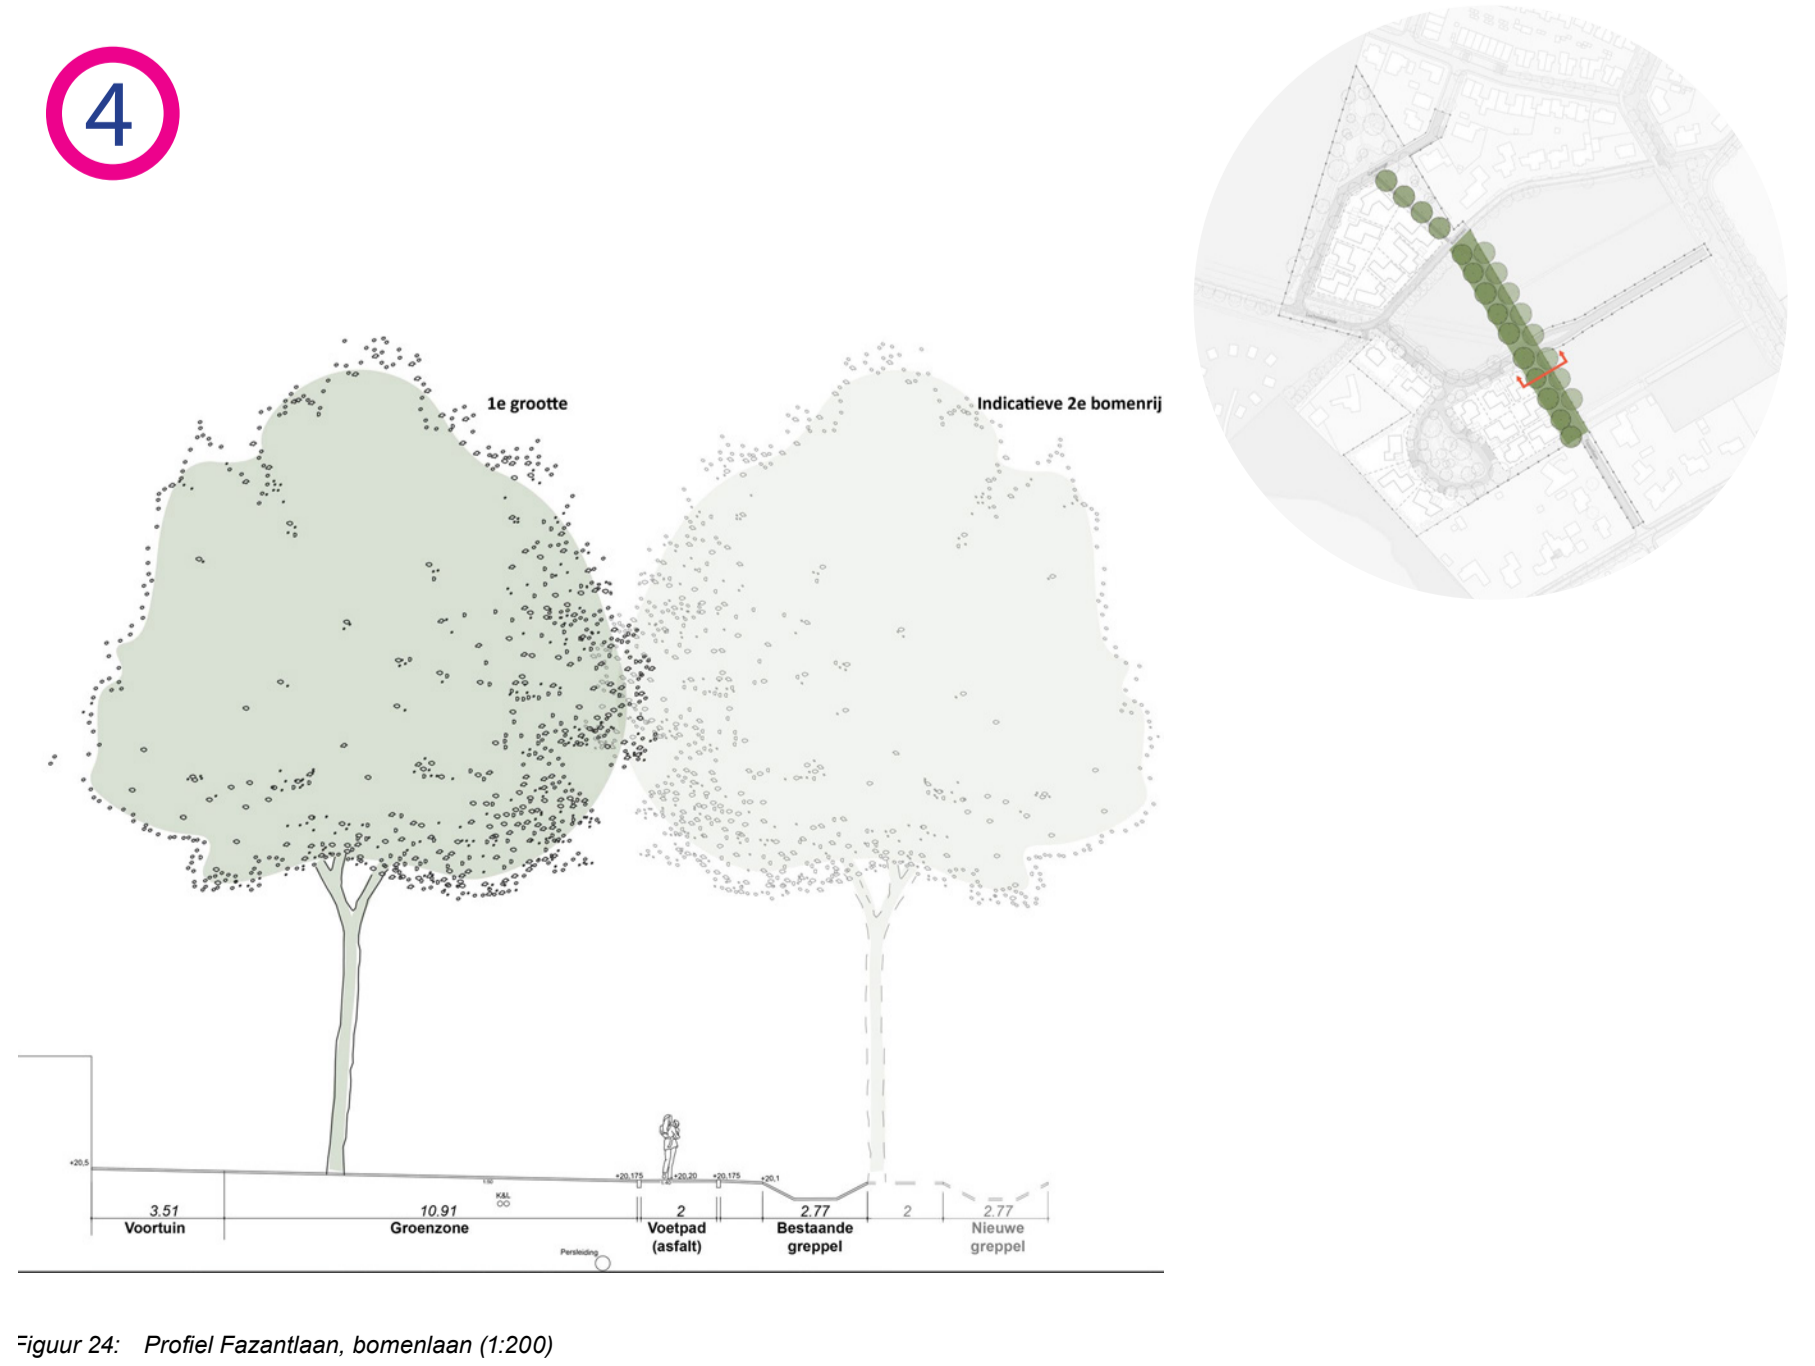 4
1e grootte
Indicatieve 2e bomenrij
+20,5
+20,175
+20,20
+20,175
+20,1
K&L
3.51
10.91
2
2.77
2
2.77
Voortuin
Groenzone
Voetpad
(asfalt)
Bestaande
greppel
Nieuwe
greppel
Persleiding
Figuur 24: Profiel Fazantlaan, bomenlaan (1:200)